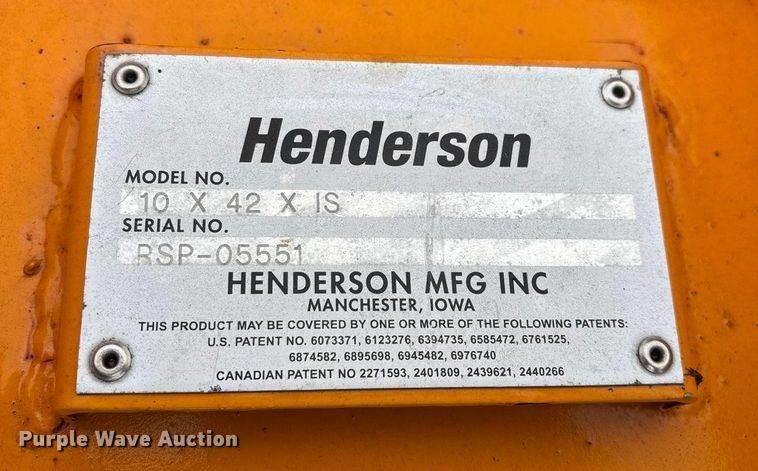 Henderson
MODEL NO.
10 X 42 X IS
SERIAL NO.
RSP-05551
HENDERSON MFG INC
MANCHESTER, IOWA
THIS PRODUCT MAY BE COVERED BY ONE OR MORE OF THE FOLLOWING PATENTS:
U.S. PATENT NO. 6073371, 6123276, 6394735, 6585472, 6761525,
6874582, 6895698, 6945482, 6976740
CANADIAN PATENT NO 2271593, 2401809, 2439621, 2440266
Purple Wave Auction